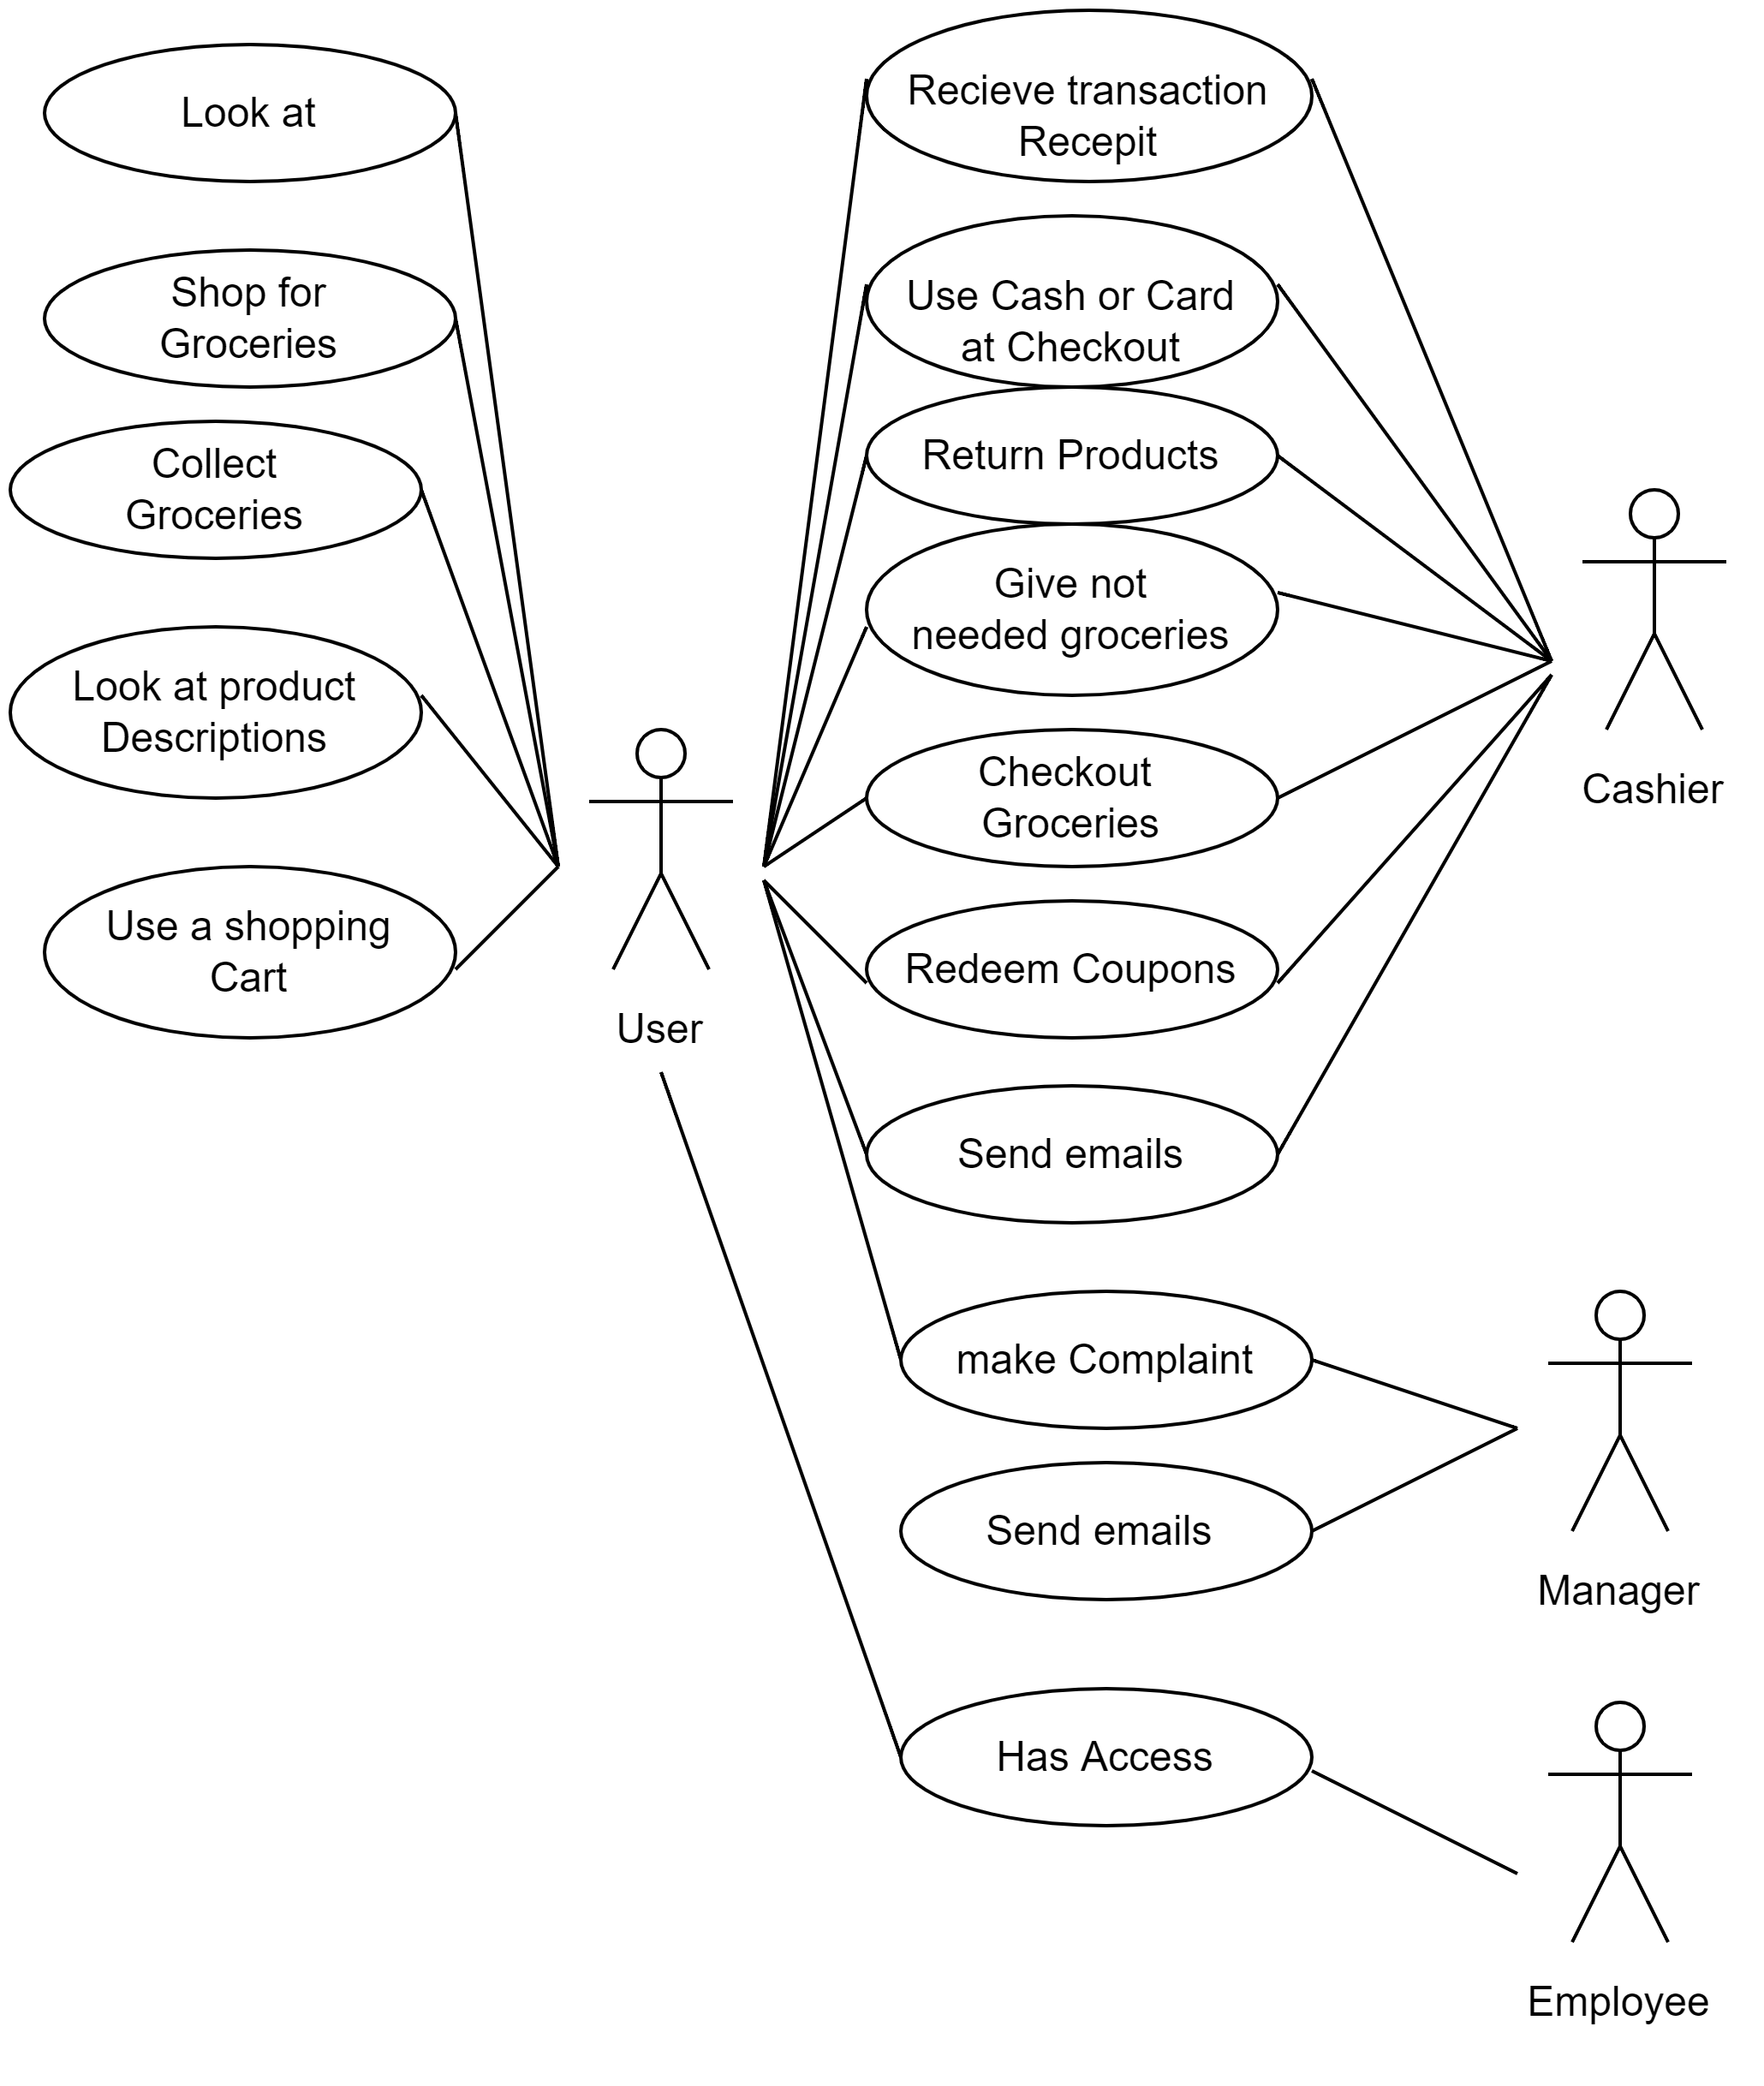 Look at
Shop for
Groceries
Collect
Groceries
Look at product
Descriptions
Use a shopping
Cart
User
Recieve transaction
Recepit
Use Cash or Card
at Checkout
Return Products
Give not
needed groceries
Checkout
Groceries
Redeem Coupons
Send emails
make Complaint
Send emails
Has Access
Cashier
Manager
Employee